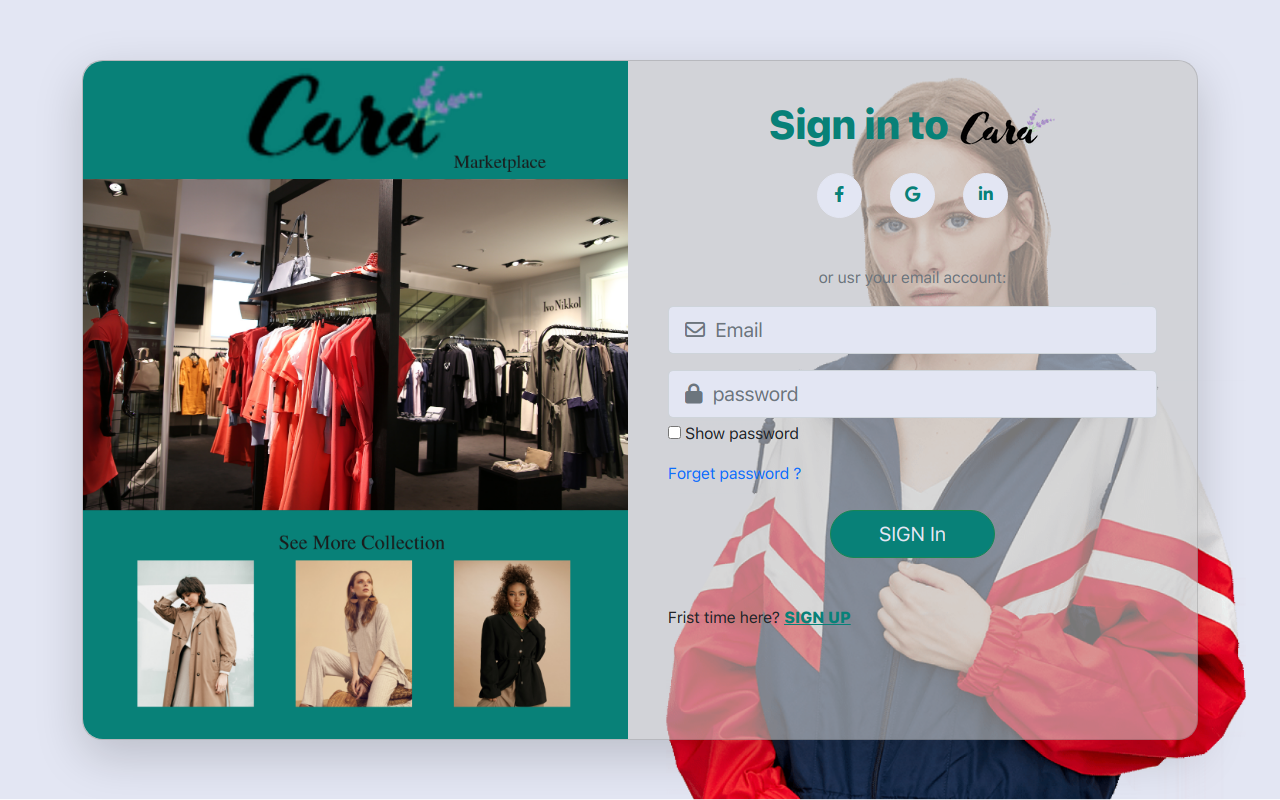 Cara
Marketplace
Ivo Nikkolo
See More Collection
Sign in to Cara
f G in
or usr your email account:
Email
password
Show password
Forget password ?
SIGN In
Frist time here? SIGN UP